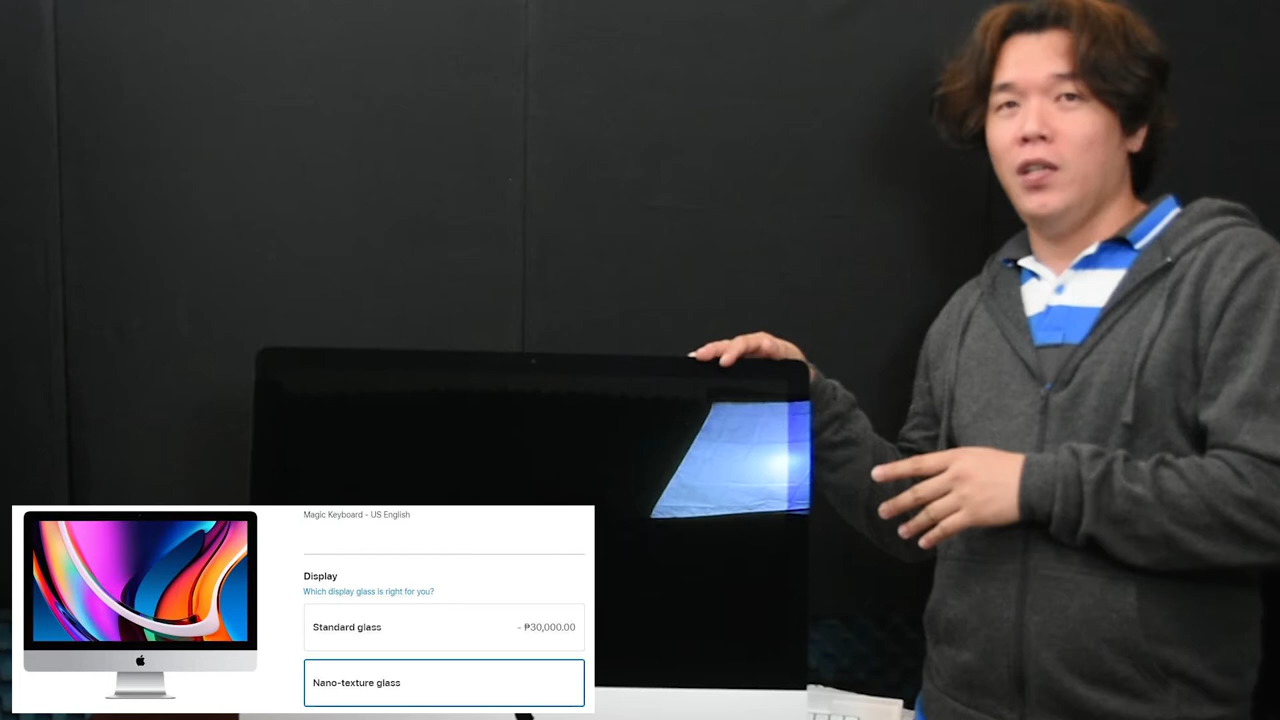 Magic Keyboard - US English
Display
Which display glass is right for you?
Standard glass
- ₱30,000.00
Nano-texture glass